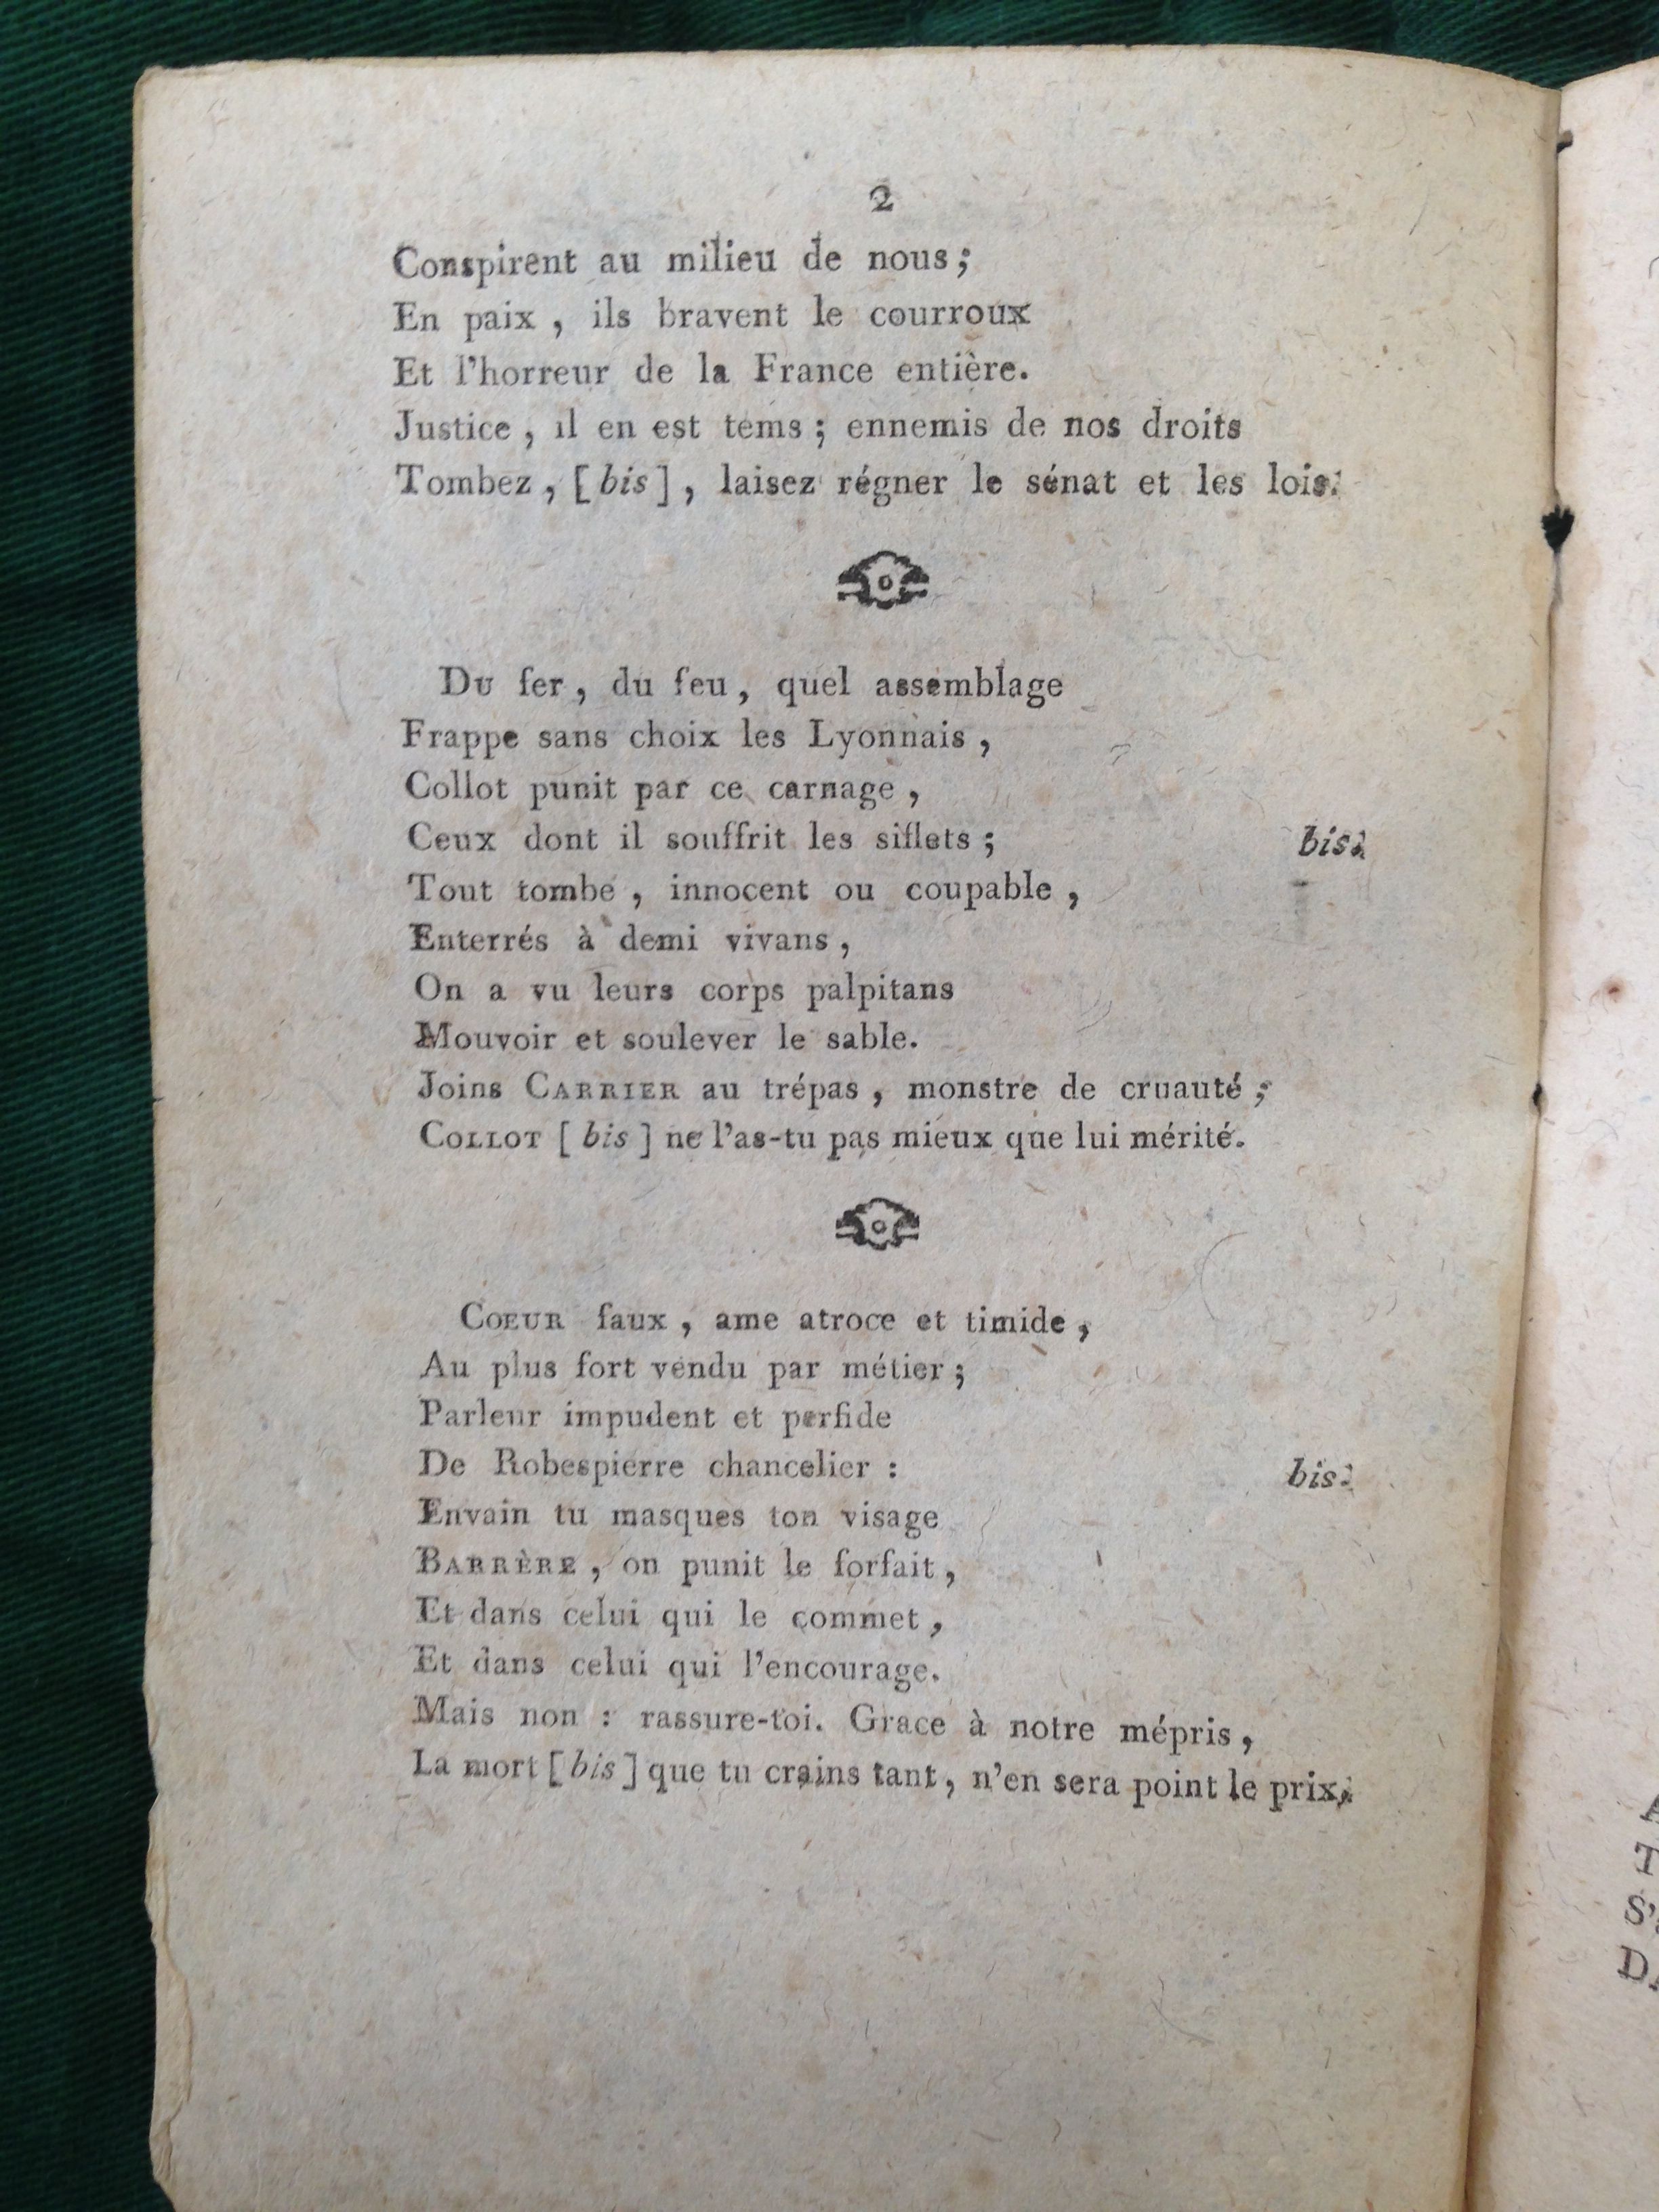 2
Conspirent au milieu de nous ;
En paix , ils bravent le courroux
Et l'horreur de la France entière.
Justice , il en est tems ; ennemis de nos droits
Tombez , [ bis ] , laisez régner le sénat et les lois.
Du fer , du feu , quel assemblage
Frappe sans choix les Lyonnais ,
Collot punit par ce carnage ,
Ceux dont il souffrit les siflets ; bis.
Tout tombe , innocent ou coupable ,
Enterrés à demi vivans ,
On a vu leurs corps palpitans
Mouvoir et soulever le sable.
Joins CARRIER au trépas , monstre de cruauté ;
COLLOT [ bis ] ne l'as-tu pas mieux que lui mérité.
COEUR faux , ame atroce et timide ,
Au plus fort vendu par métier ;
Parleur impudent et perfide
De Robespierre chancelier : bis.
Envain tu masques ton visage
BARRÈRE , on punit le forfait ,
Et dans celui qui le commet ,
Et dans celui qui l'encourage.
Mais non : rassure-toi. Grace à notre mépris ,
La mort [ bis ] que tu crains tant , n'en sera point le prix.
T
S'